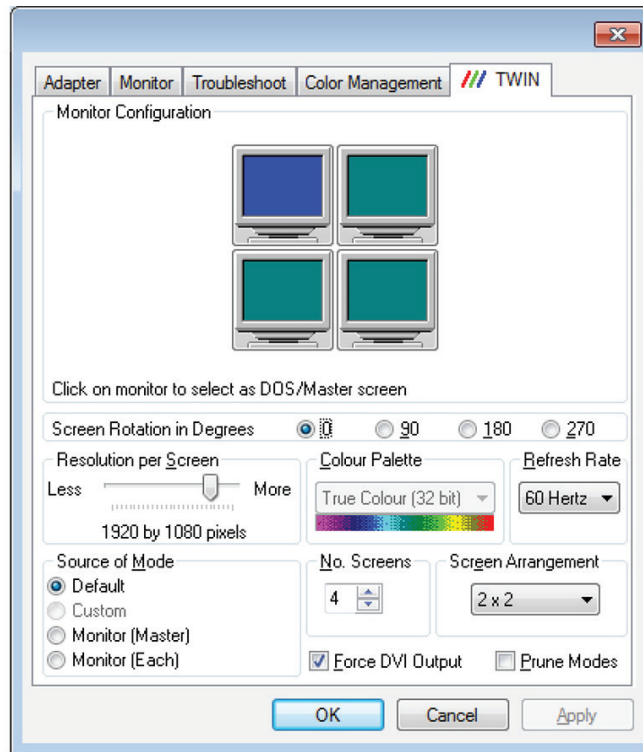 Adapter Monitor Troubleshoot Color Management TWIN
Monitor Configuration
Click on monitor to select as DOS/Master screen
Screen Rotation in Degrees 0 90 180 270
Resolution per Screen
Less More
1920 by 1080 pixels
Colour Palette
True Colour (32 bit)
Refresh Rate
60 Hertz
Source of Mode
Default
Custom
Monitor (Master)
Monitor (Each)
No. Screens
4
Screen Arrangement
2 x 2
Force DVI Output Prune Modes
OK Cancel Apply